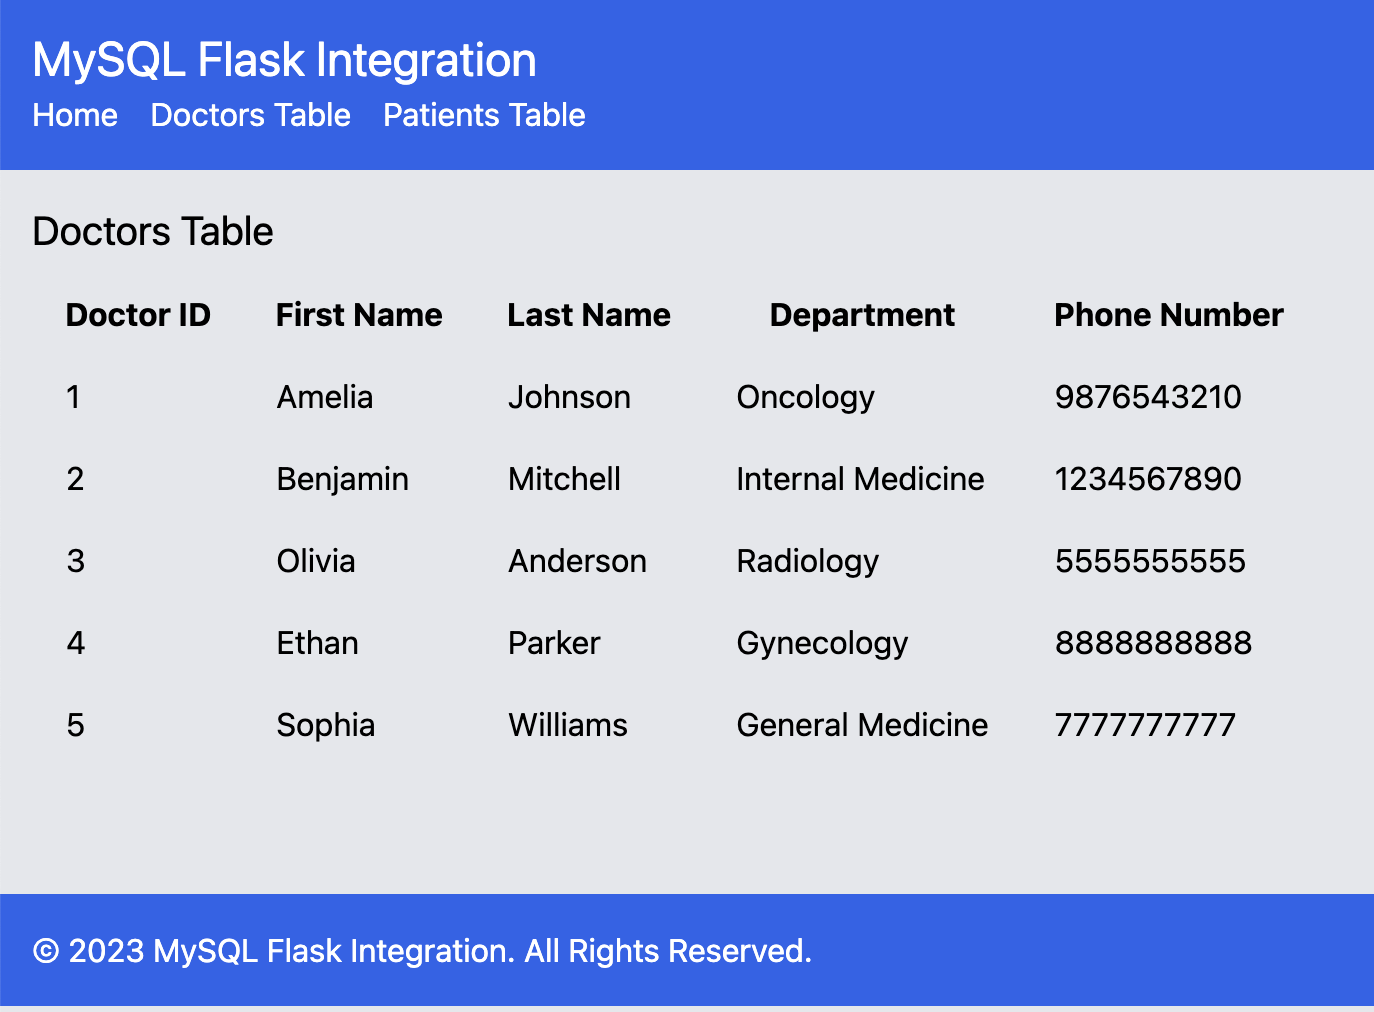 MySQL Flask Integration
Home Doctors Table Patients Table
Doctors Table
Doctor ID First Name Last Name Department Phone Number
1 Amelia Johnson Oncology 9876543210
2 Benjamin Mitchell Internal Medicine 1234567890
3 Olivia Anderson Radiology 5555555555
4 Ethan Parker Gynecology 8888888888
5 Sophia Williams General Medicine 7777777777
© 2023 MySQL Flask Integration. All Rights Reserved.